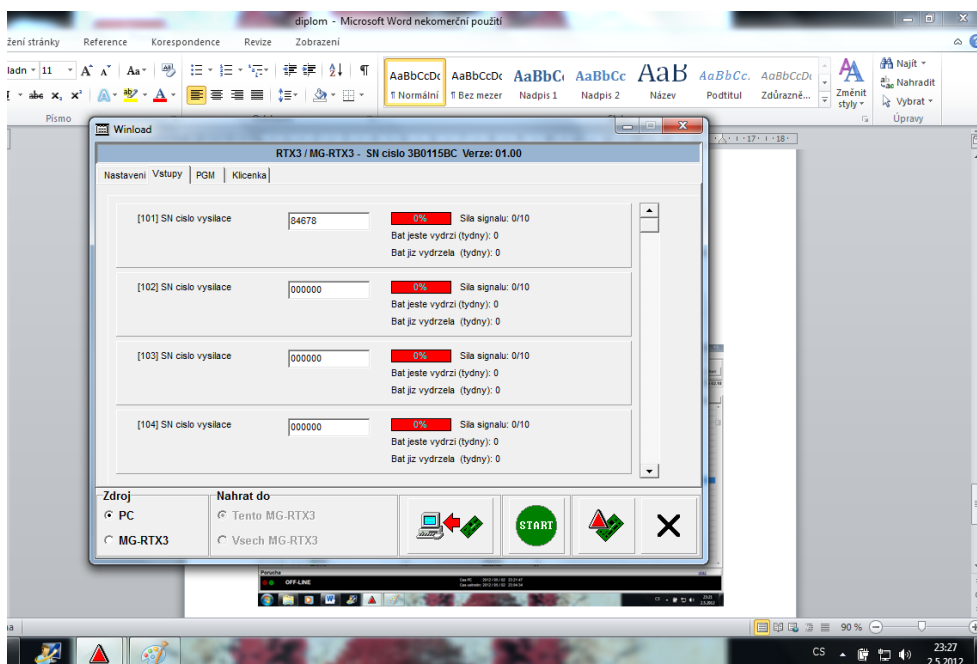 diplom - Microsoft Word nekomerční použití
žení stránky Reference Korespondence Revize Zobrazení
ladn 11
AaBbCcDc AaBbCcDc AaBbC AaBbCc AaB AaBbCc. AaBbCcDc
¶ Normální ¶ Bez mezer Nadpis 1 Nadpis 2 Název Podtitul Zdůrazně...
Změnit styly
Najít
Nahradit
Vybrat
Písmo
Úpravy
17 18
Winload
RTX3 / MG-RTX3 - SN cislo 3B0115BC Verze: 01.00
Nastaveni Vstupy PGM Klicenka
[101] SN cislo vysilace 84678 0% Sila signalu: 0/10
Bat jeste vydrzi (tydny): 0
Bat jiz vydrzela (tydny): 0
[102] SN cislo vysilace 000000 0% Sila signalu: 0/10
Bat jeste vydrzi (tydny): 0
Bat jiz vydrzela (tydny): 0
[103] SN cislo vysilace 000000 0% Sila signalu: 0/10
Bat jeste vydrzi (tydny): 0
Bat jiz vydrzela (tydny): 0
[104] SN cislo vysilace 000000 0% Sila signalu: 0/10
Bat jeste vydrzi (tydny): 0
Bat jiz vydrzela (tydny): 0
Zdroj
PC
MG-RTX3
Nahrat do
Tento MG-RTX3
Vsech MG-RTX3
START
Porucha
OFF-LINE
90 %
CS
23:27
2.5.2012